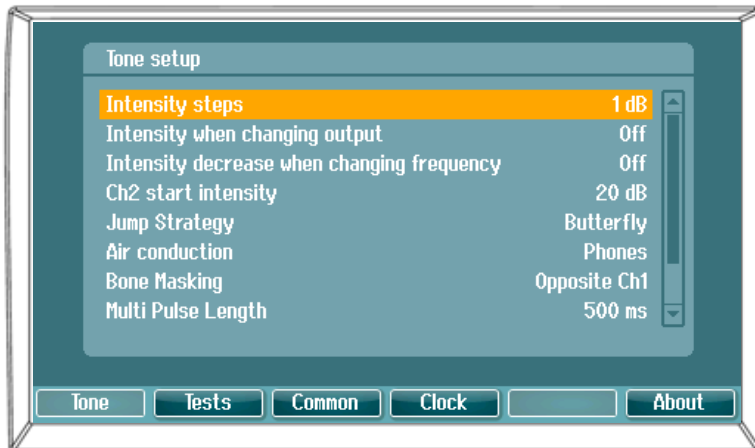 Tone setup
Intensity steps 1 dB
Intensity when changing output Off
Intensity decrease when changing frequency Off
Ch2 start intensity 20 dB
Jump Strategy Butterfly
Air conduction Phones
Bone Masking Opposite Ch1
Multi Pulse Length 500 ms
Tone Tests Common Clock About